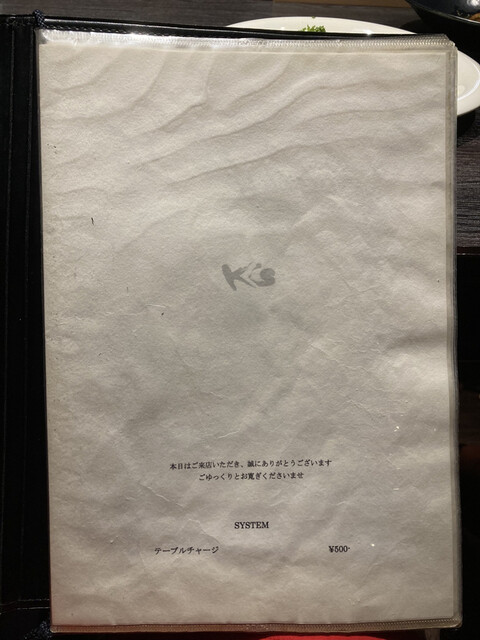 K's
本日はご来店いただき、誠にありがとうございます
ごゆっくりとお寛ぎくださいませ
SYSTEM
テーブルチャージ ¥500-